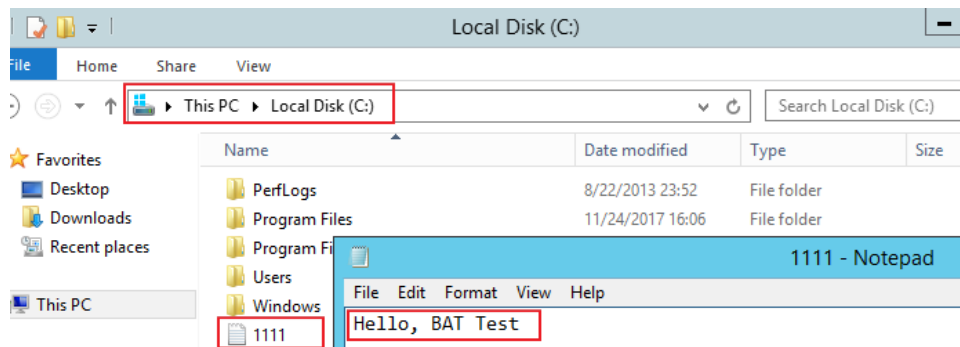 Local Disk (C:)
File Home Share View
This PC Local Disk (C:)
Search Local Disk (C:)
Name Date modified Type Size
Favorites
Desktop
Downloads
Recent places
This PC
PerfLogs 8/22/2013 23:52 File folder
Program Files 11/24/2017 16:06 File folder
Program Fi
Users
Windows
1111
1111 - Notepad
File Edit Format View Help
Hello, BAT Test